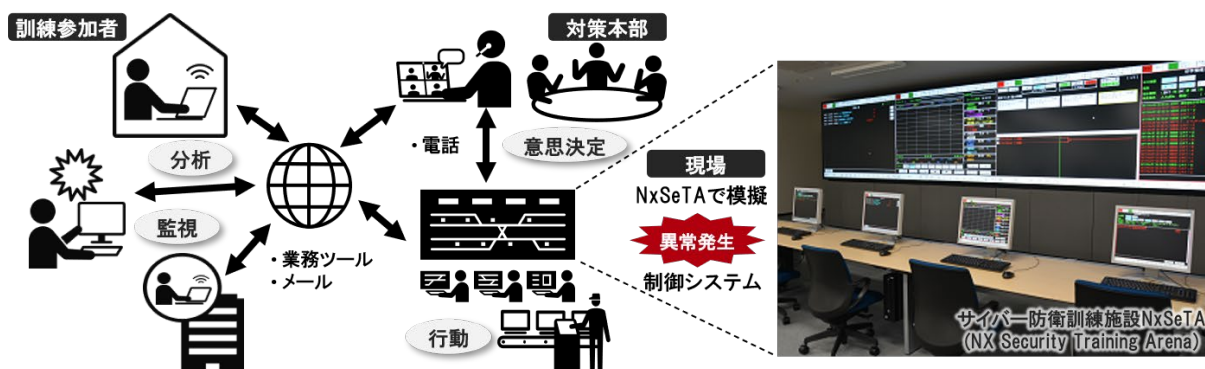 訓練参加者
対策本部
分析
・電話
意思決定
監視
・業務ツール
・メール
行動
現場
NxSeTAで模擬
異常発生
制御システム
サイバー防衛訓練施設NxSeTA
(NX Security Training Arena)